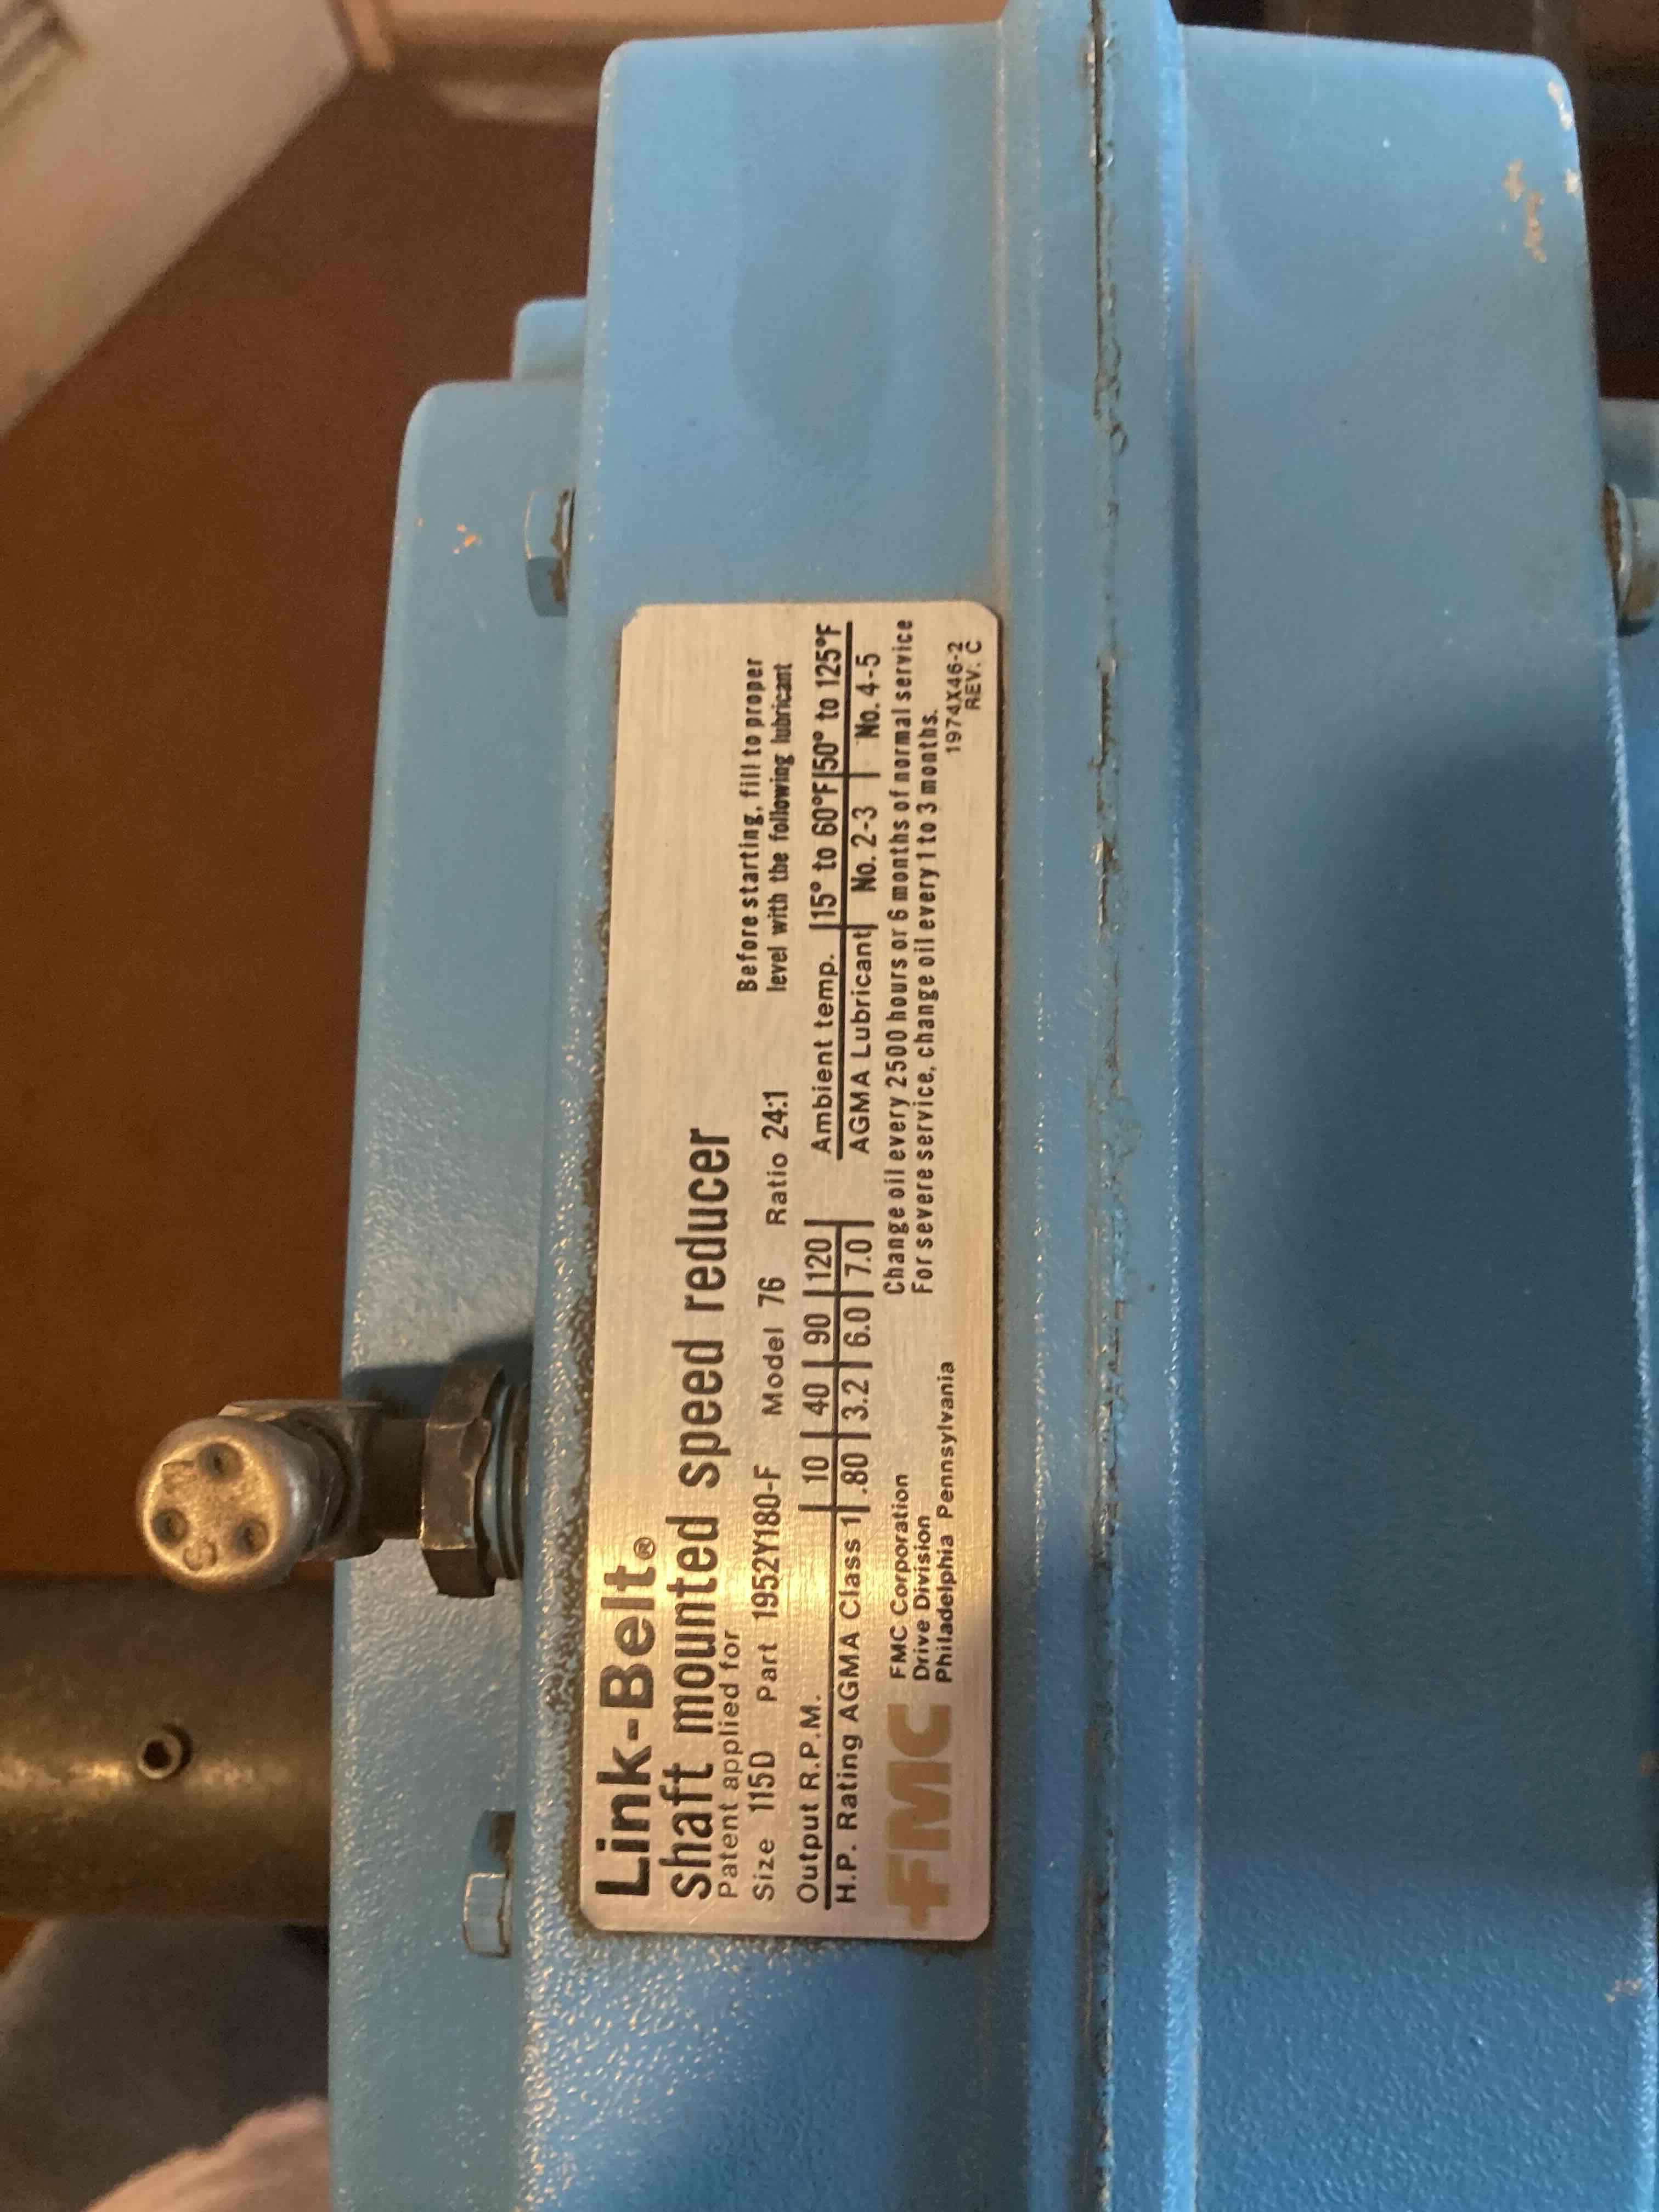 Link-Belt®
shaft mounted speed reducer
Patent applied for
Size 115D Part 1952Y180-F Model 76 Ratio 24:1
Output R.P.M. | 10 | 40 | 90 | 120 |
H.P. Rating AGMA Class 1 | .80 | 3.2 | 6.0 | 7.0 |
FMC
FMC Corporation
Drive Division
Philadelphia Pennsylvania
Before starting, fill to proper
level with the following lubricant
Ambient temp. | 15° to 60°F | 50° to 125°F
AGMA Lubricant | No. 2-3 | No. 4-5
Change oil every 2500 hours or 6 months of normal service
For severe service, change oil every 1 to 3 months.
1974X46-2
REV. C